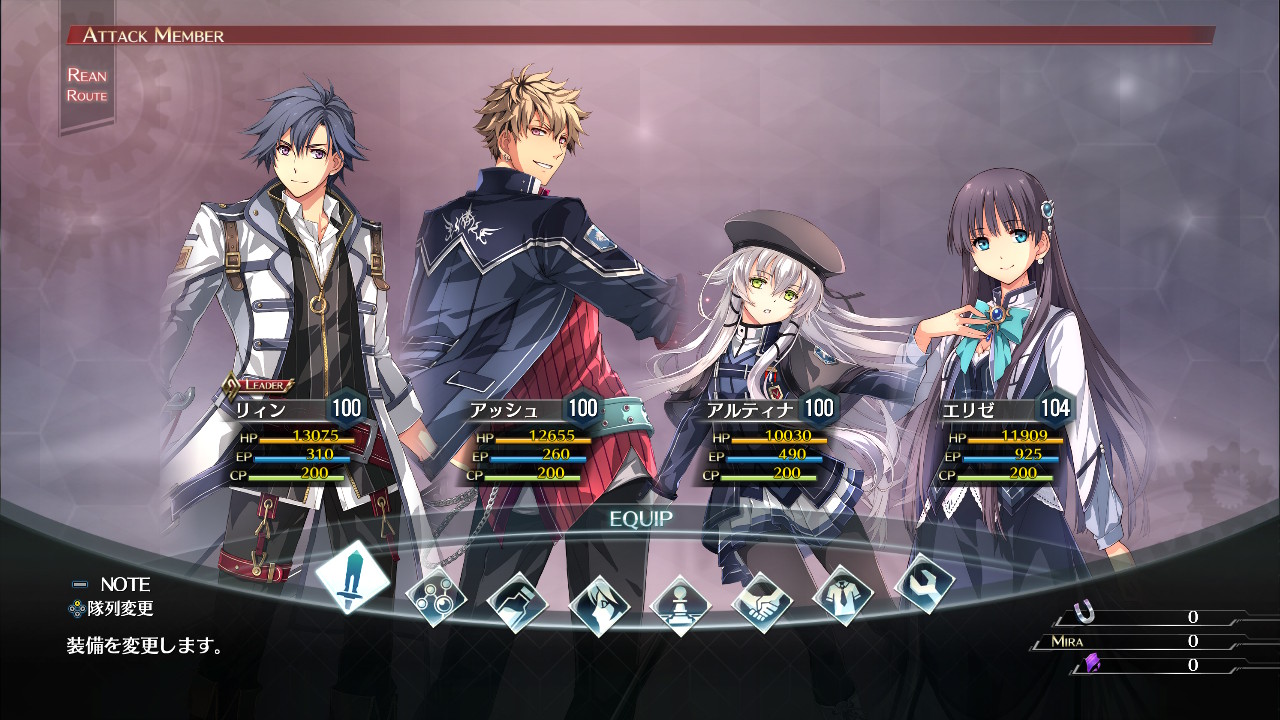 ATTACK MEMBER
REAN
ROUTE
LEADER
リィン 100
HP 13075
EP 310
CP 200
アッシュ 100
HP 12655
EP 260
CP 200
アルティナ 100
HP 10030
EP 490
CP 200
エリゼ 104
HP 11909
EP 925
CP 200
EQUIP
NOTE
隊列変更
装備を変更します。
0
MIRA 0
0